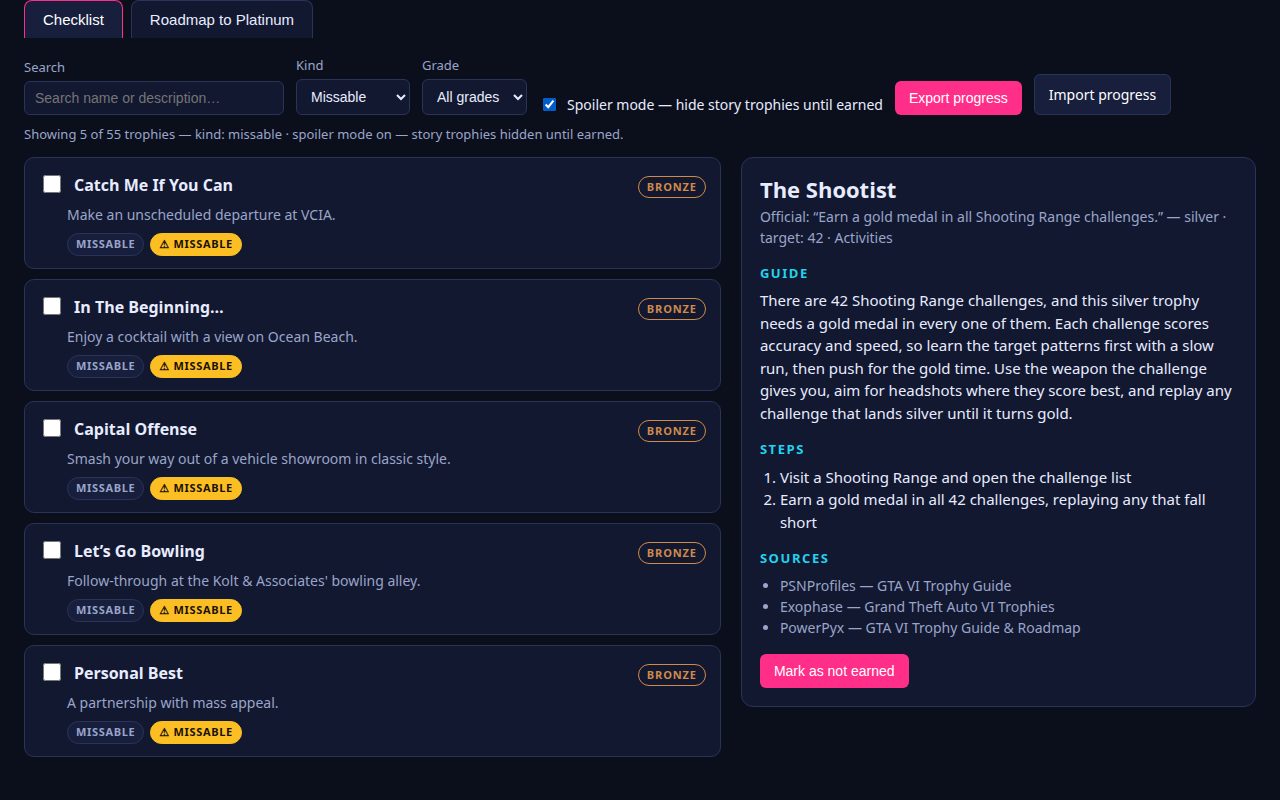 Checklist
Roadmap to Platinum
Search
Kind
Grade
Search name or description…
Missable
All grades
Spoiler mode — hide story trophies until earned
Export progress
Import progress
Showing 5 of 55 trophies — kind: missable · spoiler mode on — story trophies hidden until earned.
Catch Me If You Can
BRONZE
Make an unscheduled departure at VCIA.
MISSABLE
⚠ MISSABLE
In The Beginning…
BRONZE
Enjoy a cocktail with a view on Ocean Beach.
MISSABLE
⚠ MISSABLE
Capital Offense
BRONZE
Smash your way out of a vehicle showroom in classic style.
MISSABLE
⚠ MISSABLE
Let’s Go Bowling
BRONZE
Follow-through at the Kolt & Associates' bowling alley.
MISSABLE
⚠ MISSABLE
Personal Best
BRONZE
A partnership with mass appeal.
MISSABLE
⚠ MISSABLE
The Shootist
Official: “Earn a gold medal in all Shooting Range challenges.” — silver ·
target: 42 · Activities
GUIDE
There are 42 Shooting Range challenges, and this silver trophy
needs a gold medal in every one of them. Each challenge scores
accuracy and speed, so learn the target patterns first with a slow
run, then push for the gold time. Use the weapon the challenge
gives you, aim for headshots where they score best, and replay any
challenge that lands silver until it turns gold.
STEPS
1. Visit a Shooting Range and open the challenge list
2. Earn a gold medal in all 42 challenges, replaying any that fall
short
SOURCES
• PSNProfiles — GTA VI Trophy Guide
• Exophase — Grand Theft Auto VI Trophies
• PowerPyx — GTA VI Trophy Guide & Roadmap
Mark as not earned